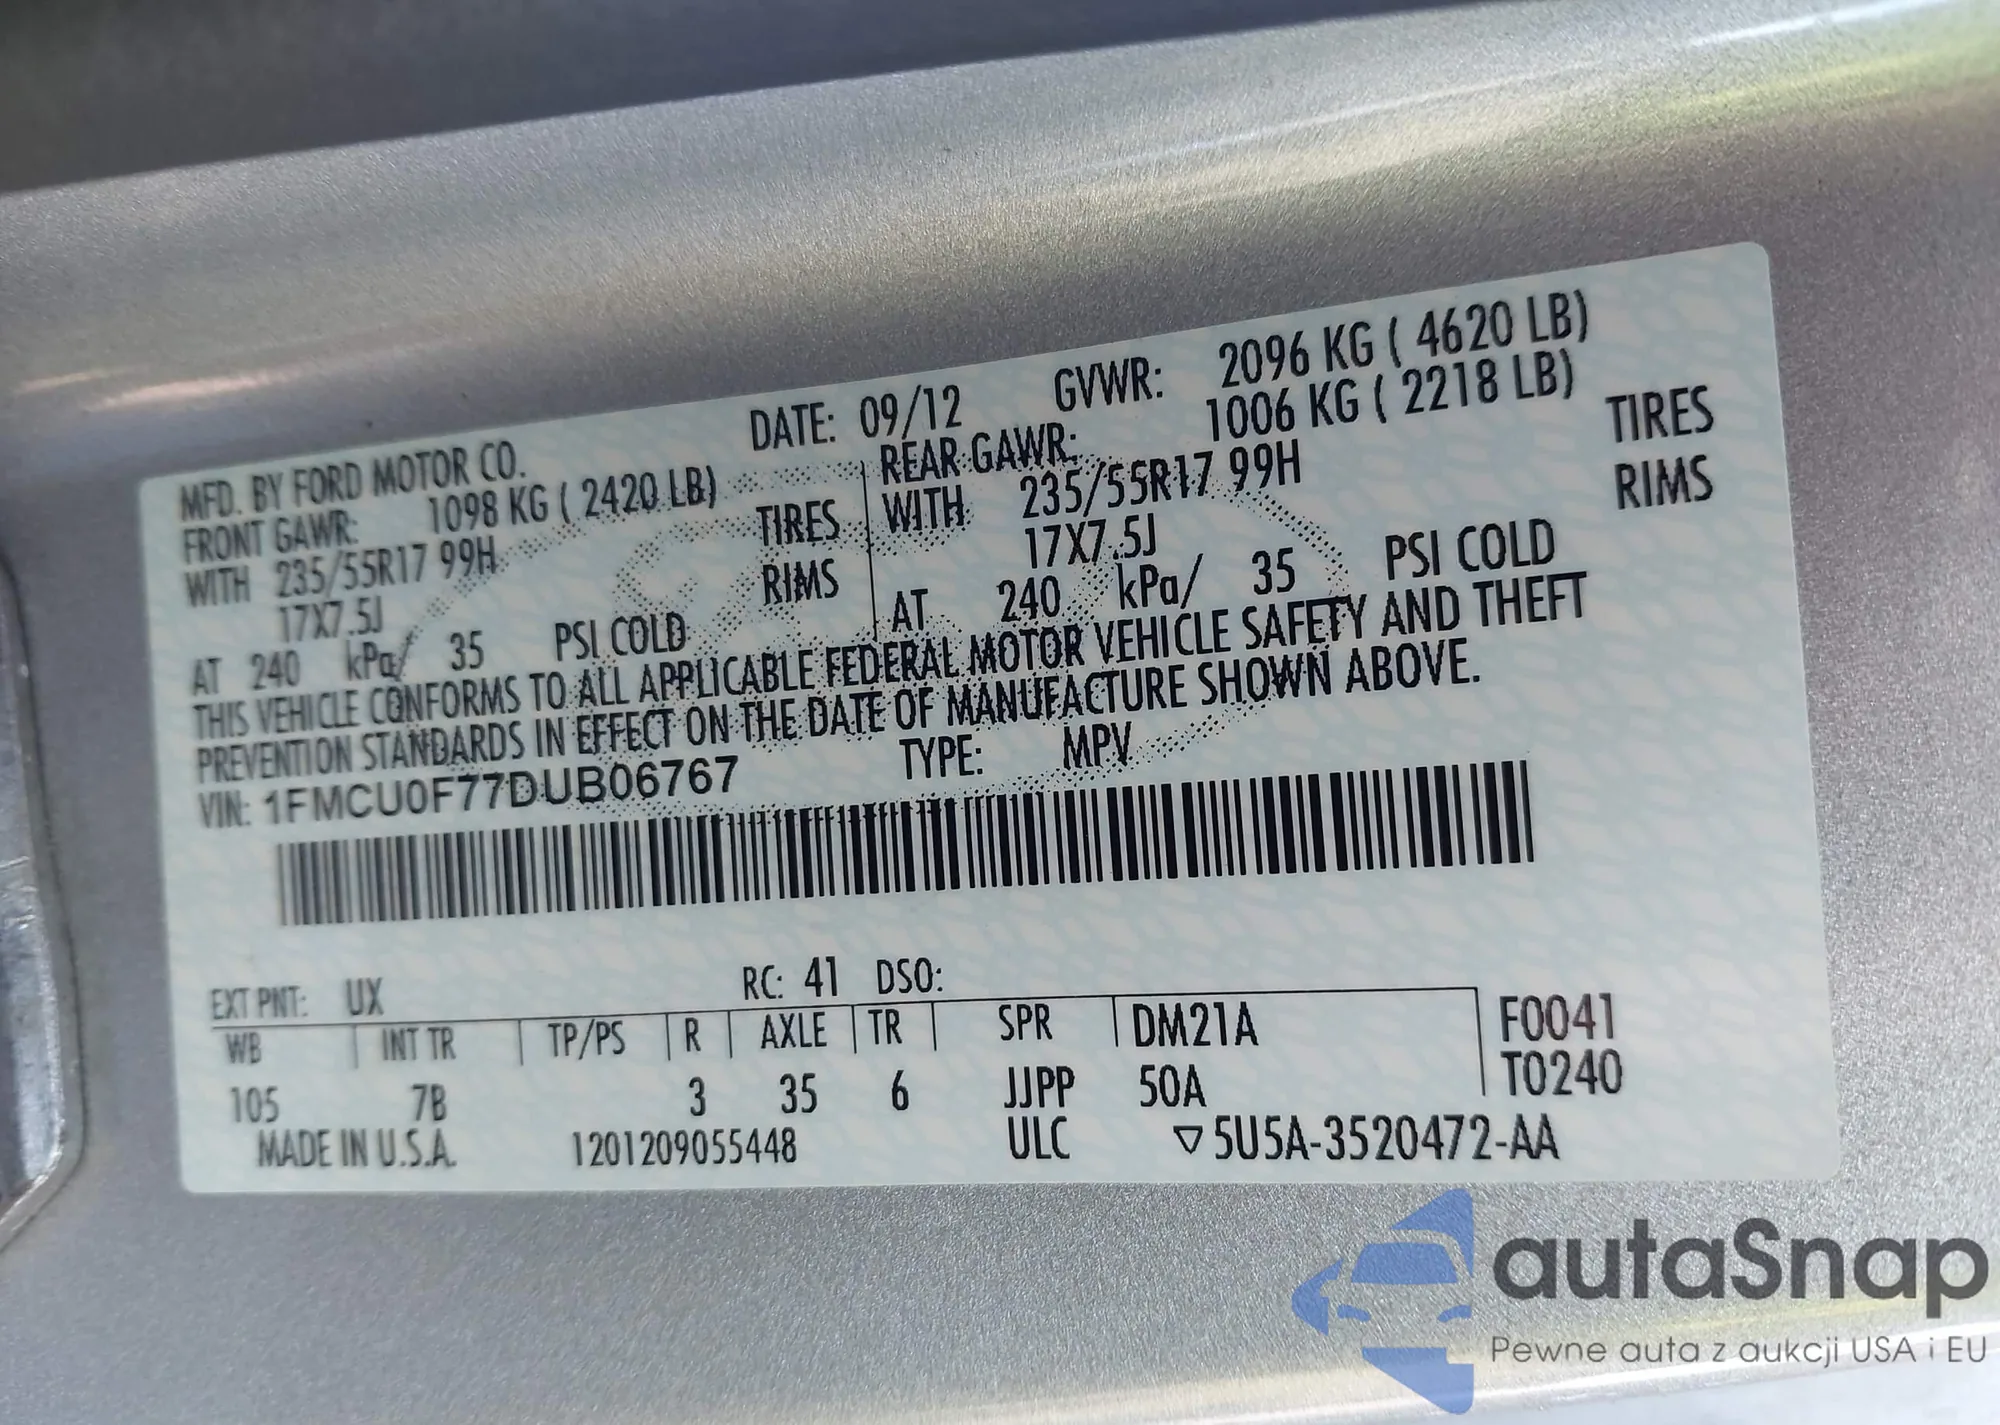 MFD. BY FORD MOTOR CO. DATE: 09/12 GVWR: 2096 KG ( 4620 LB)
FRONT GAWR: 1098 KG ( 2420 LB) REAR GAWR: 1006 KG ( 2218 LB)
WITH 235/55R17 99H TIRES WITH 235/55R17 99H TIRES
17X7.5J RIMS 17X7.5J RIMS
AT 240 kPa/ 35 PSI COLD AT 240 kPa/ 35 PSI COLD
THIS VEHICLE CONFORMS TO ALL APPLICABLE FEDERAL MOTOR VEHICLE SAFETY AND THEFT
PREVENTION STANDARDS IN EFFECT ON THE DATE OF MANUFACTURE SHOWN ABOVE.
VIN: 1FMCU0F77DUB06767 TYPE: MPV
EXT PNT: UX RC: 41 DSO:
WB INT TR TP/PS R AXLE TR SPR DM21A F0041
105 7B 3 35 6 JJPP 50A T0240
MADE IN U.S.A. 1201209055448 ULC ▽5U5A-3520472-AA
autaSnap
Pewne auta z aukcji USA i EU